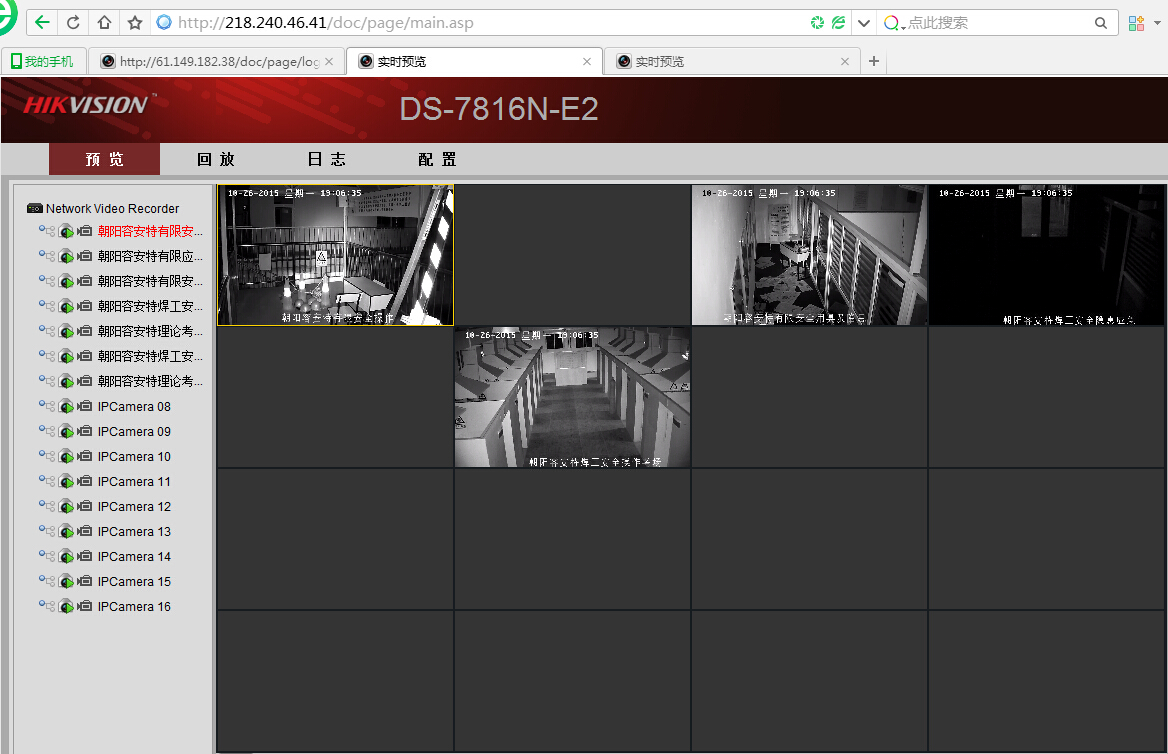 http://218.240.46.41/doc/page/main.asp
点此搜索
我的手机
http://61.149.182.38/doc/page/log
实时预览
实时预览
HIKVISION™
DS-7816N-E2
预 览
回 放
日 志
配 置
Network Video Recorder
朝阳容安特有限安...
朝阳容安特有限应...
朝阳容安特有限安...
朝阳容安特焊工安...
朝阳容安特理论考...
朝阳容安特焊工安...
朝阳容安特理论考...
IPCamera 08
IPCamera 09
IPCamera 10
IPCamera 11
IPCamera 12
IPCamera 13
IPCamera 14
IPCamera 15
IPCamera 16
10-26-2015 星期一 19:06:35
朝阳容安特有限安全操作
10-26-2015 星期一 19:06:35
朝阳容安特有限安全用具及作业
10-26-2015 星期一 19:06:35
朝阳容安特焊工安全隐患
10-26-2015 星期一 19:06:35
朝阳容安特焊工安全操作考场